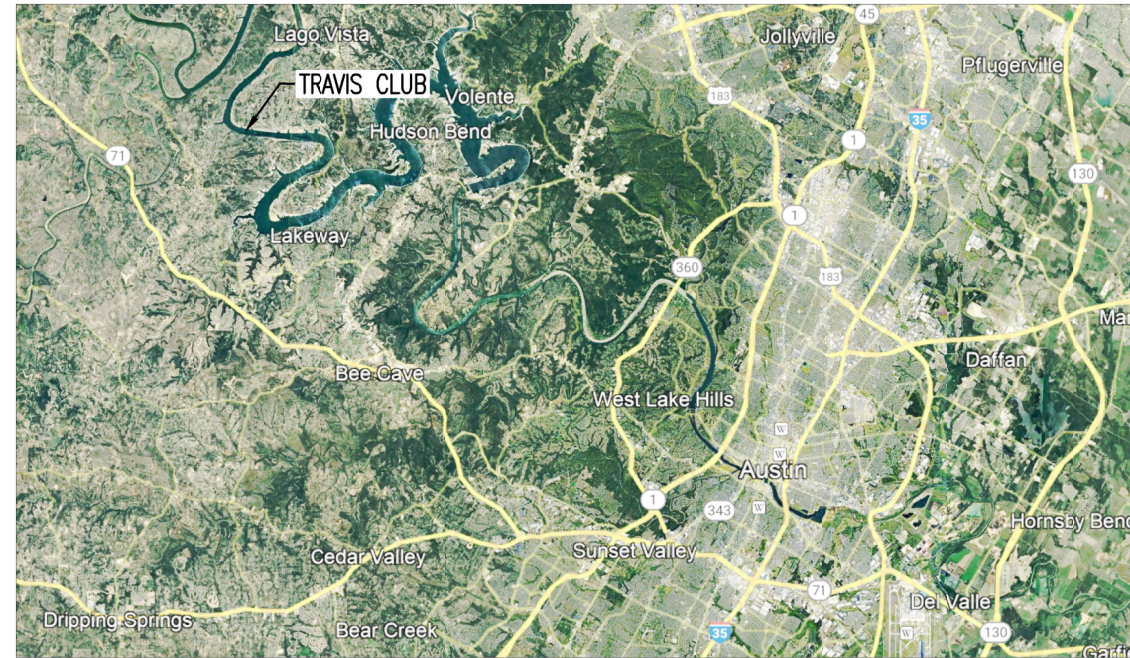 Lago Vista
45
Jollyville
Pflugerville
TRAVIS CLUB
Volente
183
35
Hudson Bend
1
71
130
1
Lakeway
360
183
Daffan
Bee Cave
West Lake Hills
W
W
Austin
1
343
W
Hornsby Bend
Cedar Valley
Sunset Valley
71
Del Valle
Dripping Springs
Bear Creek
35
W
130